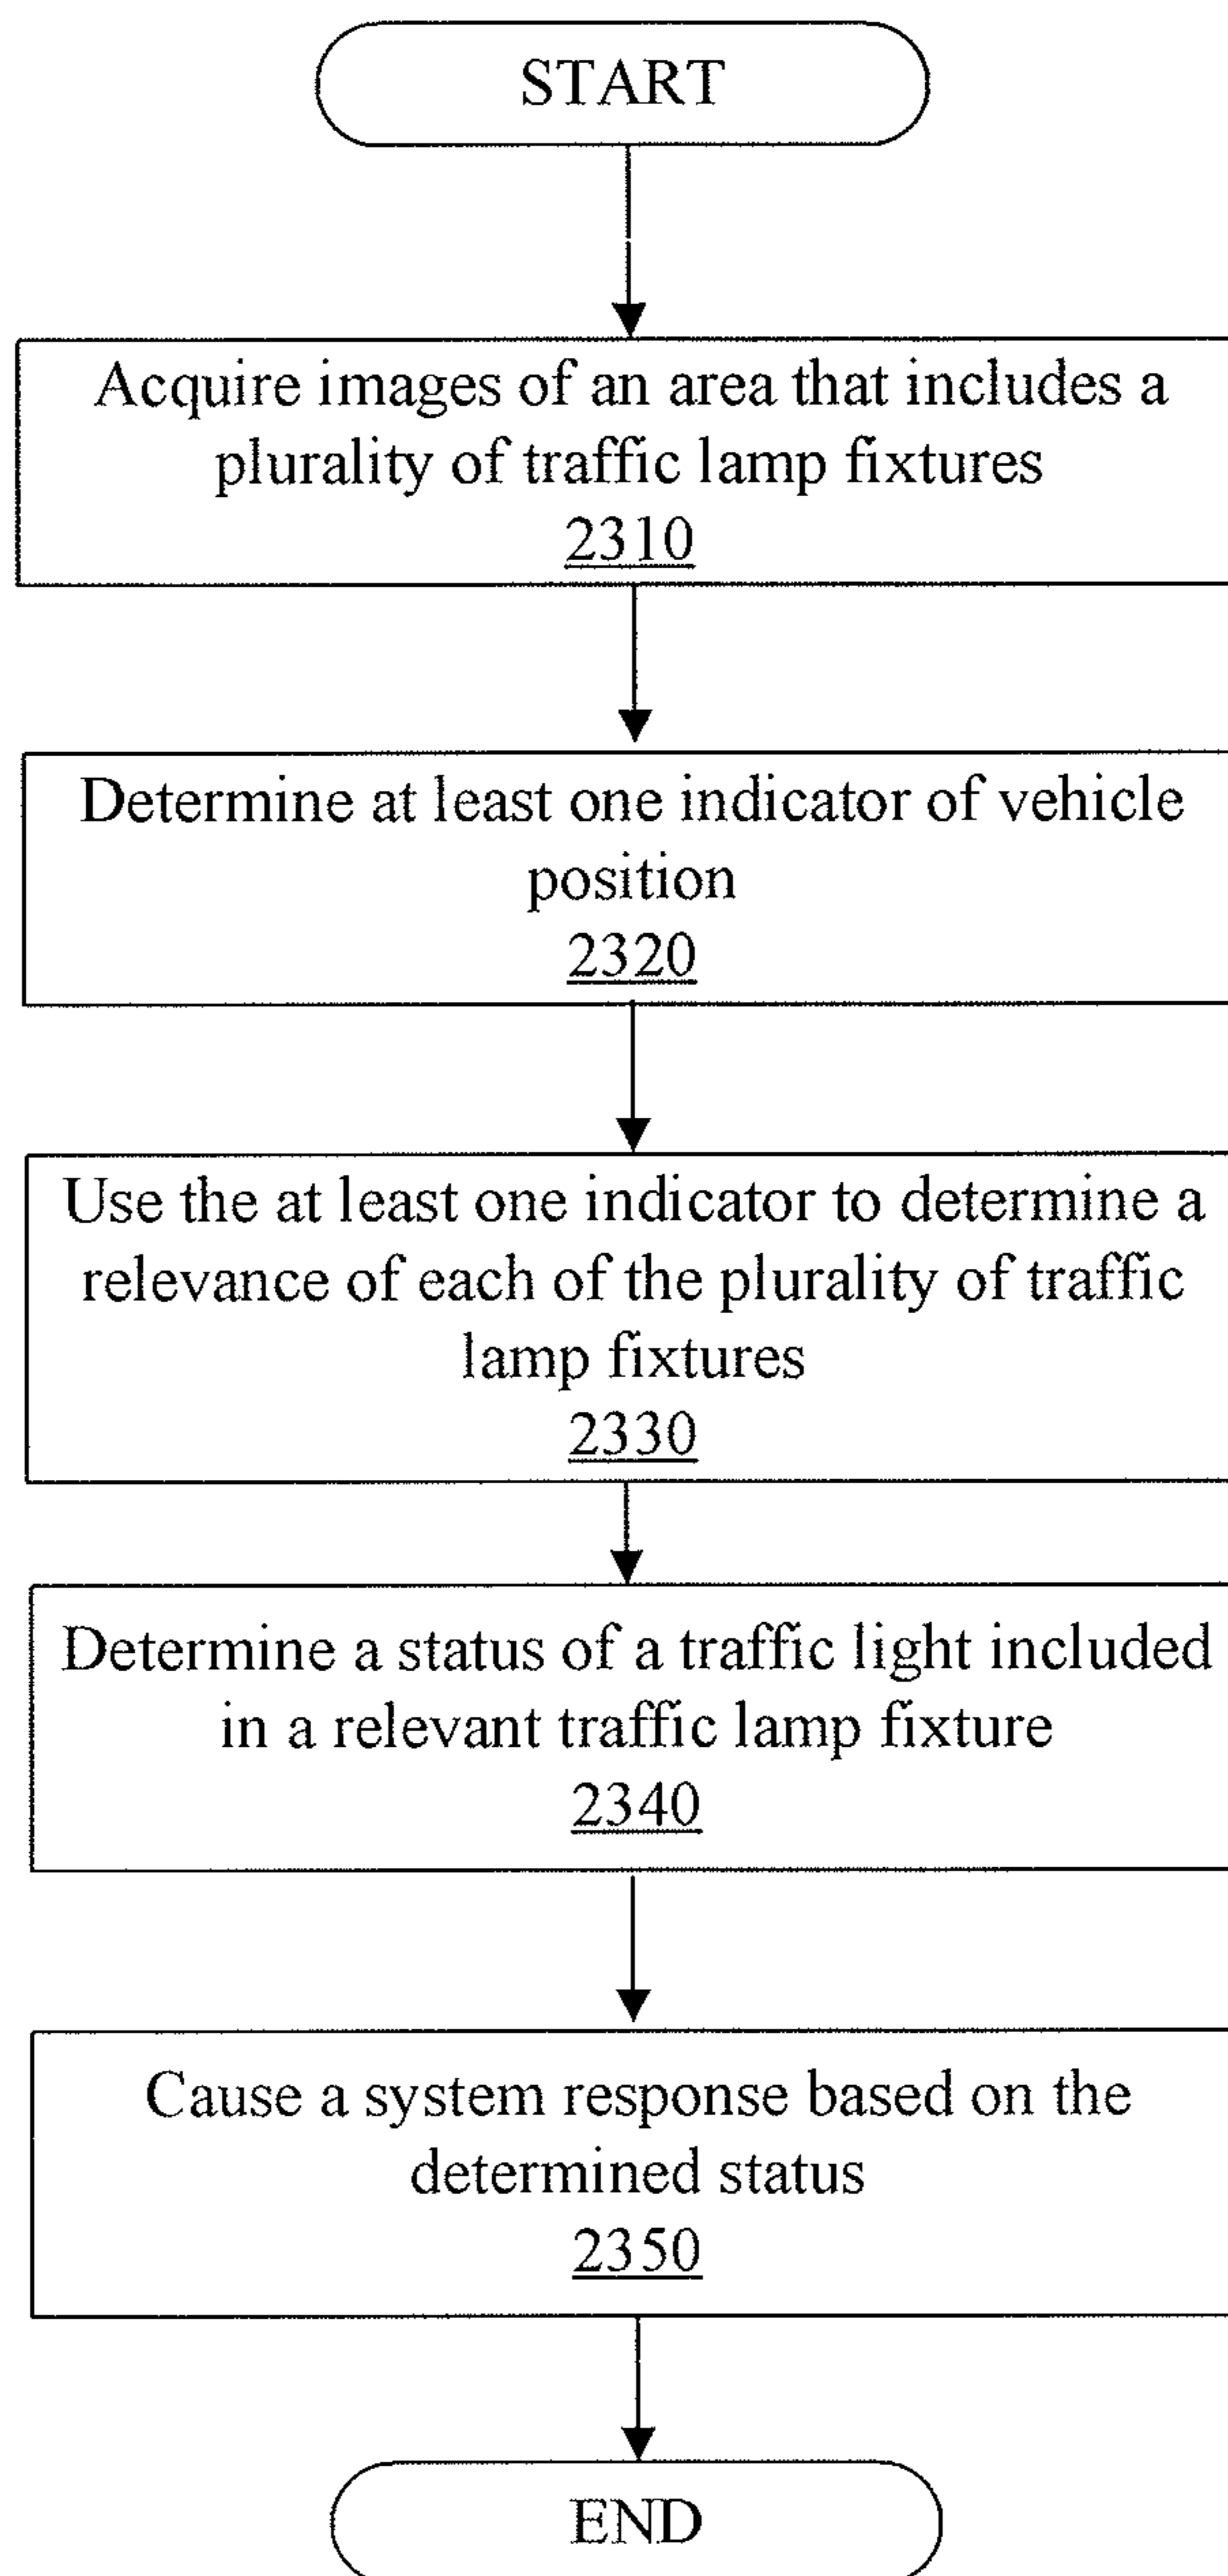 START
Acquire images of an area that includes a
plurality of traffic lamp fixtures
2310
Determine at least one indicator of vehicle
position
2320
Use the at least one indicator to determine a
relevance of each of the plurality of traffic
lamp fixtures
2330
Determine a status of a traffic light included
in a relevant traffic lamp fixture
2340
Cause a system response based on the
determined status
2350
END